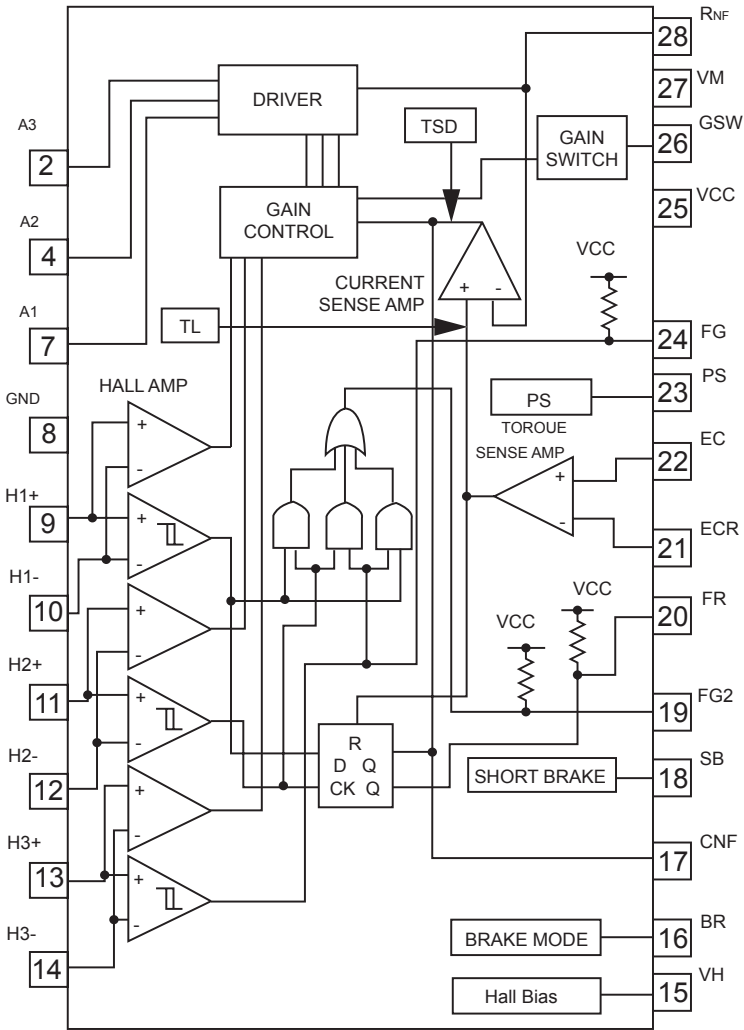 RNF
28
VM
27
GSW
26
VCC
25
DRIVER
TSD
GAIN
SWITCH
A3
2
A2
4
A1
7
GND
8
GAIN
CONTROL
CURRENT
SENSE AMP
+
-
VCC
TL
24
FG
PS
23
PS
TOROUE
SENSE AMP
+
-
EC
22
ECR
21
HALL AMP
+
-
H1+
9
+
-
H1-
10
+
-
H2+
11
+
-
H2-
12
+
-
H3+
13
+
-
H3-
14
VCC
VCC
FR
20
FG2
19
R
D Q
CK Q
SHORT BRAKE
SB
18
CNF
17
BRAKE MODE
BR
16
Hall Bias
VH
15